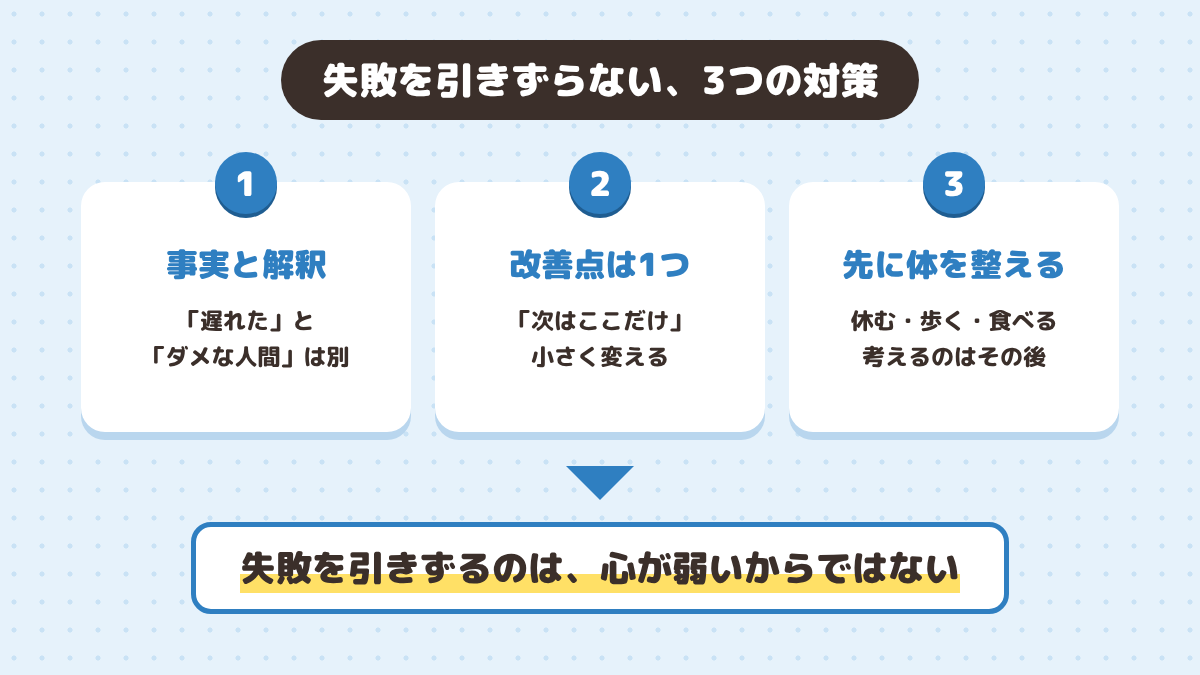 失敗を引きずらない、3つの対策
1
事実と解釈
「遅れた」と
「ダメな人間」は別
2
改善点は1つ
「次はここだけ」
小さく変える
3
先に体を整える
休む・歩く・食べる
考えるのはその後
失敗を引きずるのは、心が弱いからではない